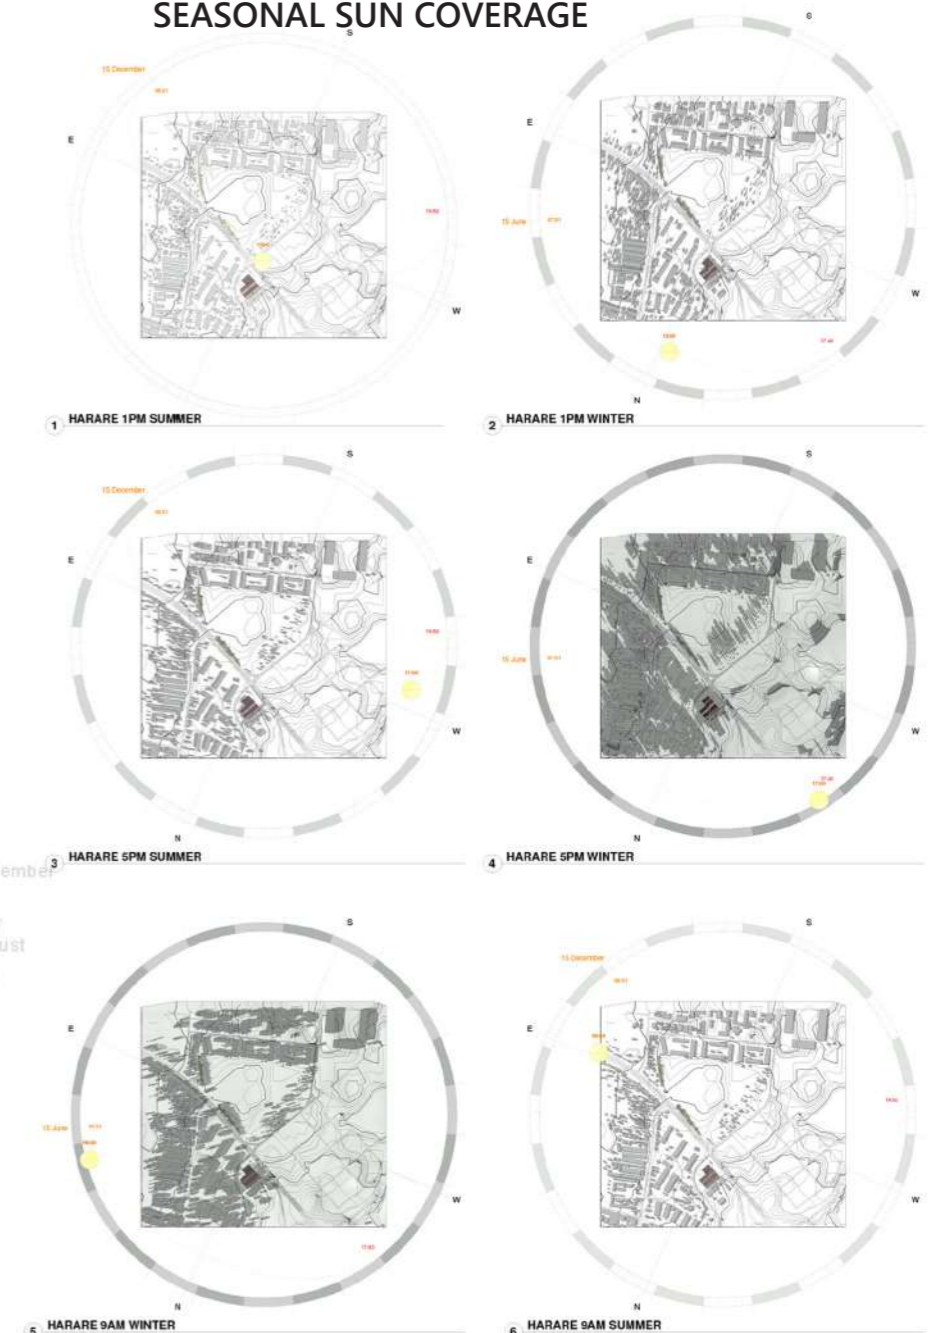 SEASONAL SUN COVERAGE
S
15 December
E
W
1 HARARE 1PM SUMMER
S
E
15 June
W
N
2 HARARE 1PM WINTER
S
15 December
E
W
N
3 HARARE 5PM SUMMER
S
E
15 June
W
N
4 HARARE 5PM WINTER
ember
ust
S
E
15 June
W
N
5 HARARE 9AM WINTER
S
15 December
E
W
N
6 HARARE 9AM SUMMER